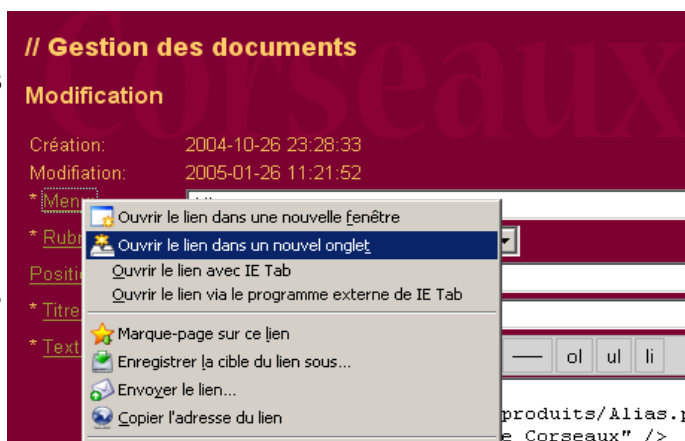 Corseaux
// Gestion des documents
Modification
Création: 2004-10-26 23:28:33
Modifiation: 2005-01-26 11:21:52
* Menu
Ouvrir le lien dans une nouvelle fenêtre
* Rubr
Ouvrir le lien dans un nouvel onglet
Positi
Ouvrir le lien avec IE Tab
Ouvrir le lien via le programme externe de IE Tab
* Titre
Marque-page sur ce lien
* Text
— ol ul li
Enregistrer la cible du lien sous...
Envoyer le lien...
Copier l'adresse du lien
produits/Alias.p
e Corseaux" />